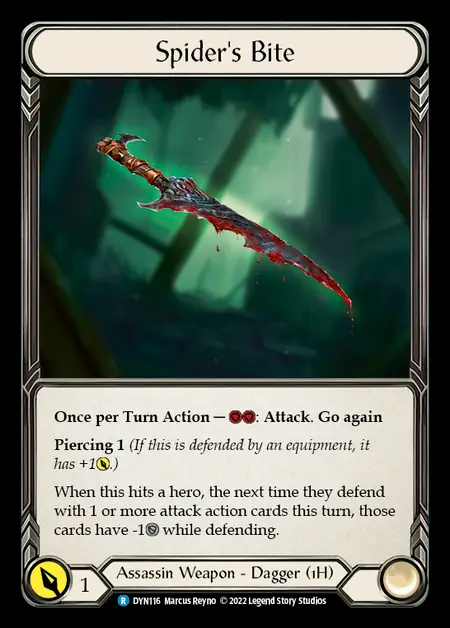 Spider's Bite
Once per Turn Action — : Attack. Go again
Piercing 1 (If this is defended by an equipment, it
has +1.)
When this hits a hero, the next time they defend
with 1 or more attack action cards this turn, those
cards have -1 while defending.
1
Assassin Weapon - Dagger (1H)
R DYN116 Marcus Reyno © 2022 Legend Story Studios